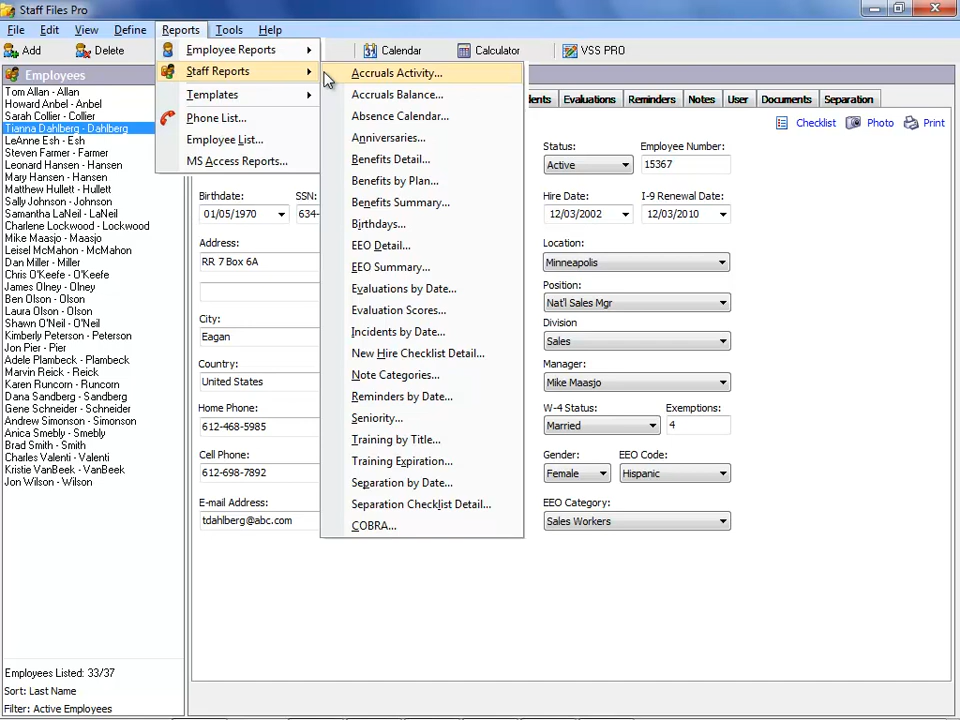 Staff Files Pro
File Edit View Define Reports Tools Help
Add Delete Calendar Calculator VSS PRO
Employees
Tom Allan - Allan
Howard Anbel - Anbel
Sarah Collier - Collier
Tianna Dahlberg - Dahlberg
LeAnne Esh - Esh
Steven Farmer - Farmer
Leonard Hansen - Hansen
Mary Hansen - Hansen
Matthew Hullett - Hullett
Sally Johnson - Johnson
Samantha LaNeil - LaNeil
Charlene Lockwood - Lockwood
Mike Maasjo - Maasjo
Leisel McMahon - McMahon
Dan Miller - Miller
Chris O'Keefe - O'Keefe
James Olney - Olney
Ben Olson - Olson
Laura Olson - Olson
Shawn O'Neil - O'Neil
Kimberly Peterson - Peterson
Jon Pier - Pier
Adele Plambeck - Plambeck
Marvin Reick - Reick
Karen Runcorn - Runcorn
Dana Sandberg - Sandberg
Gene Schneider - Schneider
Andrew Simonson - Simonson
Anica Smebly - Smebly
Brad Smith - Smith
Charles Valenti - Valenti
Kristie VanBeek - VanBeek
Jon Wilson - Wilson
Employees Listed: 33/37
Sort: Last Name
Filter: Active Employees
Employee Reports
Staff Reports
Templates
Phone List...
Employee List...
MS Access Reports...
Accruals Activity...
Accruals Balance...
Absence Calendar...
Anniversaries...
Benefits Detail...
Benefits by Plan...
Benefits Summary...
Birthdays...
EEO Detail...
EEO Summary...
Evaluations by Date...
Evaluation Scores...
Incidents by Date...
New Hire Checklist Detail...
Note Categories...
Reminders by Date...
Seniority...
Training by Title...
Training Expiration...
Separation by Date...
Separation Checklist Detail...
COBRA...
dents Evaluations Reminders Notes User Documents Separation
Checklist Photo Print
Birthdate: SSN:
01/05/1970 634-
Address:
RR 7 Box 6A
City:
Eagan
Country:
United States
Home Phone:
612-468-5985
Cell Phone:
612-698-7892
E-mail Address:
tdahlberg@abc.com
Status: Employee Number:
Active 15367
Hire Date: I-9 Renewal Date:
12/03/2002 12/03/2010
Location:
Minneapolis
Position:
Nat'l Sales Mgr
Division
Sales
Manager:
Mike Maasjo
W-4 Status: Exemptions:
Married 4
Gender: EEO Code:
Female Hispanic
EEO Category:
Sales Workers